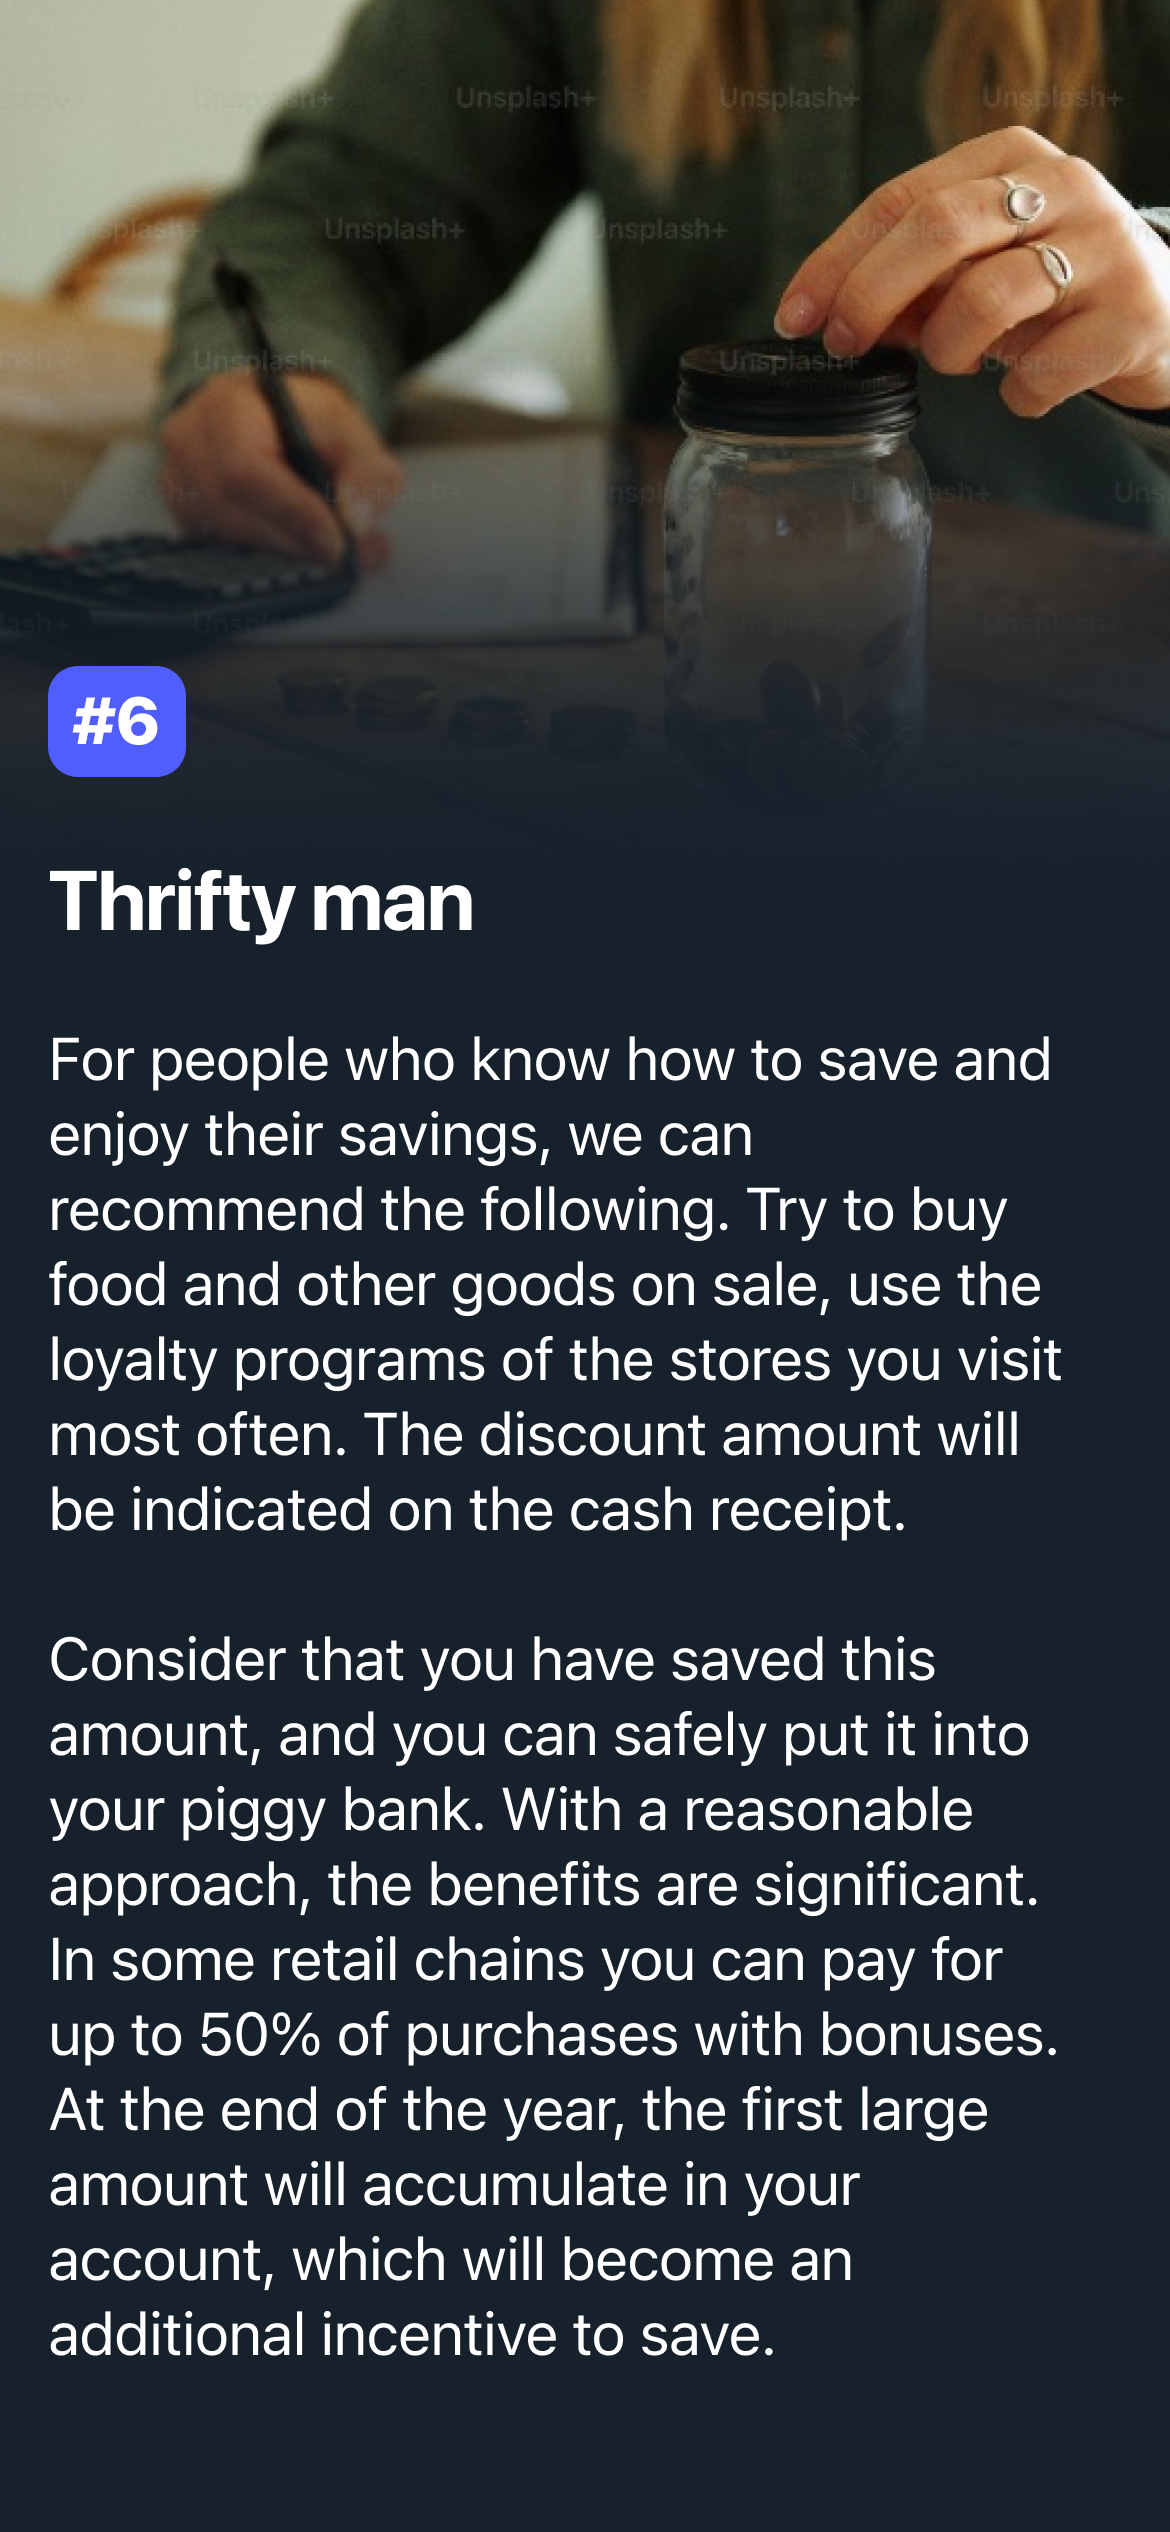 Unsplash+ Unsplash+ Unsplash+
Unsplash+
Unsplash+ Unsplash+
#6
Thrifty man
For people who know how to save and
enjoy their savings, we can
recommend the following. Try to buy
food and other goods on sale, use the
loyalty programs of the stores you visit
most often. The discount amount will
be indicated on the cash receipt.
Consider that you have saved this
amount, and you can safely put it into
your piggy bank. With a reasonable
approach, the benefits are significant.
In some retail chains you can pay for
up to 50% of purchases with bonuses.
At the end of the year, the first large
amount will accumulate in your
account, which will become an
additional incentive to save.